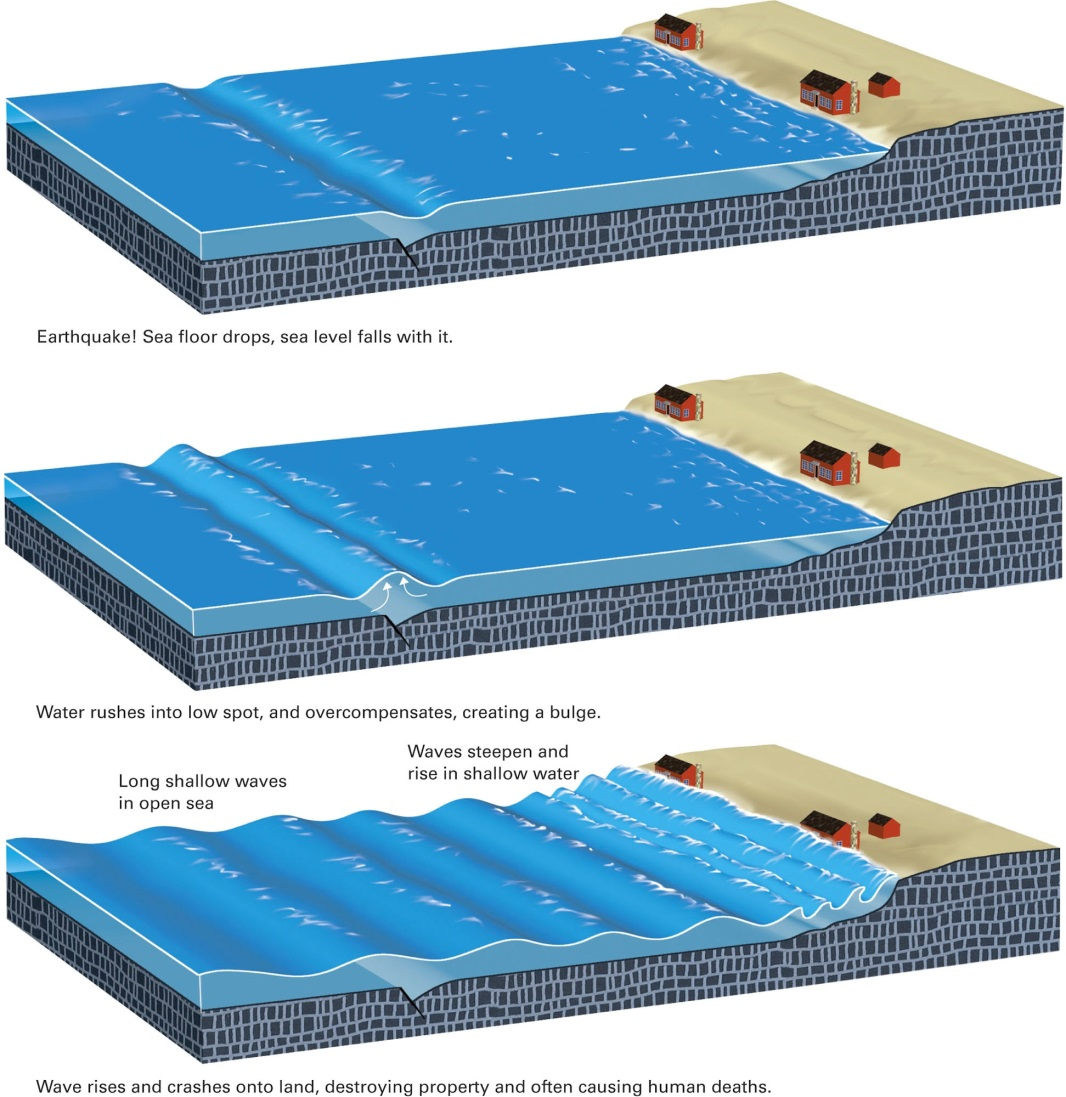 Earthquake! Sea floor drops, sea level falls with it.
Water rushes into low spot, and overcompensates, creating a bulge.
Long shallow waves
in open sea
Waves steepen and
rise in shallow water
Wave rises and crashes onto land, destroying property and often causing human deaths.